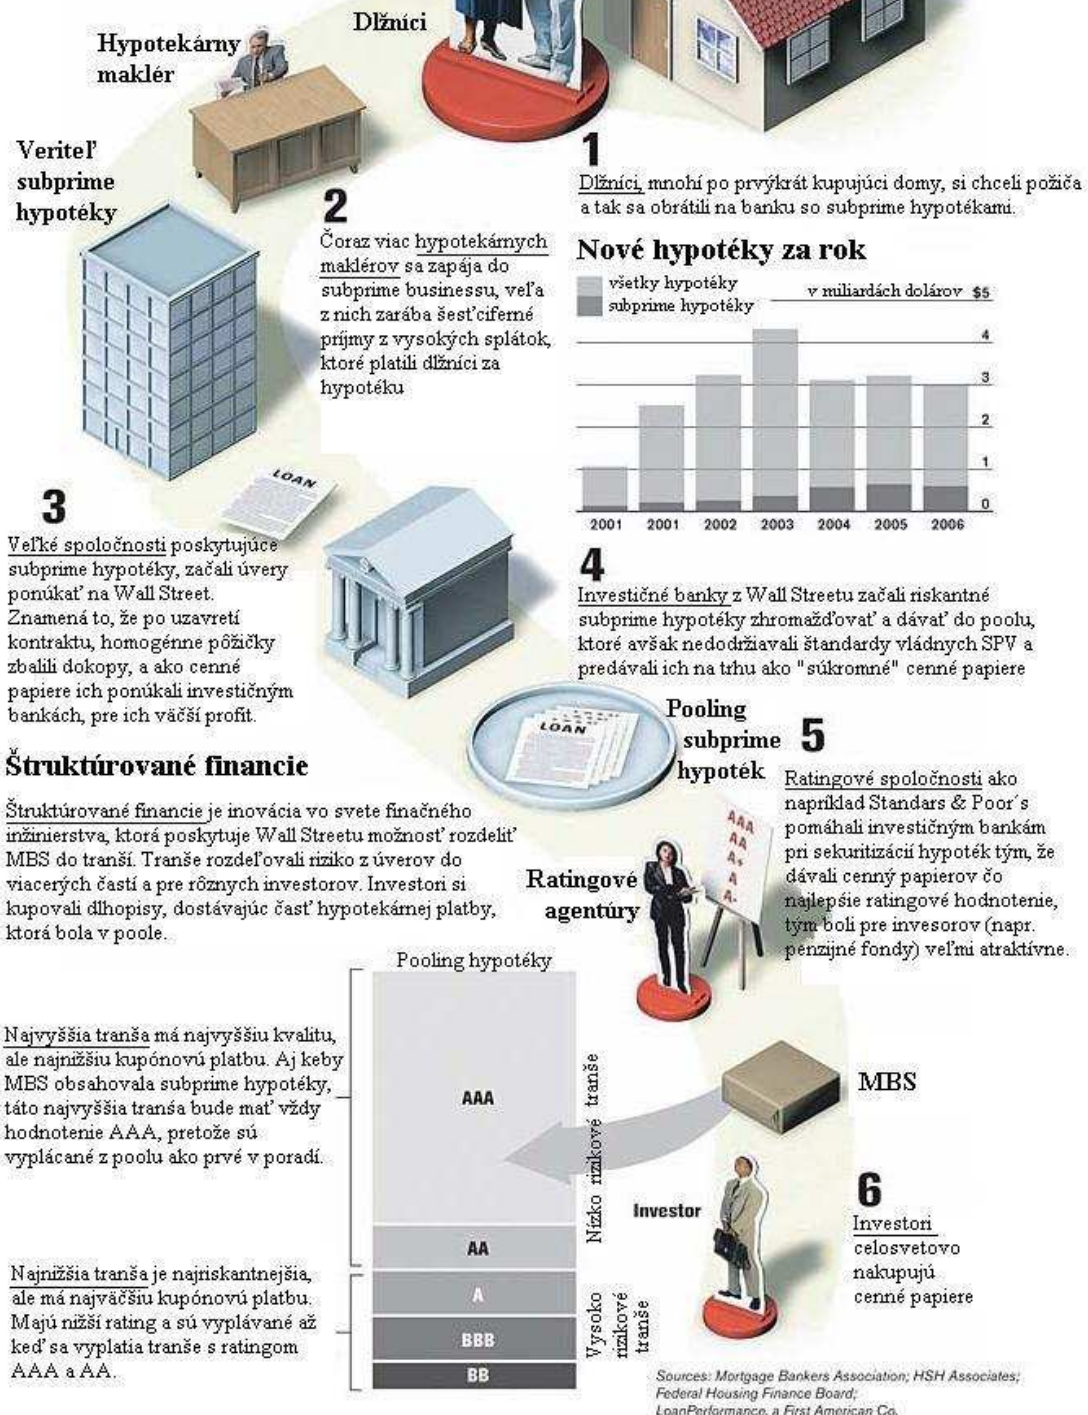 Dlžníci
Hypotekárny
maklér
Veriteľ
subprime
hypotéky
1
Dlžníci, mnohí po prvýkrát kupujúci domy, si chceli požiča
a tak sa obrátili na banku so subprime hypotékami.
2
Čoraz viac hypotekárnych
maklérov sa zapája do
subprime businessu, veľa
z nich zarába šesťciferné
príjmy z vysokých splátok,
ktoré platili dlžníci za
hypotéku
Nové hypotéky za rok
všetky hypotéky
subprime hypotéky
v miliardách dolárov $5
4
3
2
1
0
2001 2001 2002 2003 2004 2005 2006
LOAN
3
Veľké spoločnosti poskytujúce
subprime hypotéky, začali úvery
ponúkať na Wall Street.
Znamená to, že po uzavretí
kontraktu, homogénne pôžičky
zbalili dokopy, a ako cenné
papiere ich ponúkali investičným
bankách, pre ich väčší profit.
4
Investičné banky z Wall Streetu začali riskantné
subprime hypotéky zhromažďovať a dávať do poolu,
ktoré avšak nedodržiavali štandardy vládnych SPV a
predávali ich na trhu ako "súkromné" cenné papiere
LOAN
Pooling
subprime
hypoték
Štruktúrované financie
Štruktúrované financie je inovácia vo svete finačného
inžinierstva, ktorá poskytuje Wall Streetu možnosť rozdeliť
MBS do tranší. Tranše rozdeľovali riziko z úverov do
viacerých častí a pre rôznych investorov. Investori si
kupovali dlhopisy, dostávajúc časť hypotekárnej platby,
ktorá bola v poole.
5
Ratingové spoločnosti ako
napríklad Standars & Poor´s
pomáhali investičným bankám
pri sekuritizácií hypoték tým, že
dávali cenný papierov čo
najlepšie ratingové hodnotenie,
tým boli pre invesorov (napr.
penzijné fondy) veľmi atraktívne.
AAA
AA
A+
A
A-
Ratingové
agentúry
Pooling hypotéky
Najvyššia tranša má najvyššiu kvalitu,
ale najnižšiu kupónovú platbu. Aj keby
MBS obsahovala subprime hypotéky,
táto najvyššia tranśa bude mať vždy
hodnotenie AAA, pretože sú
vyplácané z poolu ako prvé v poradí.
AAA
AA
A
BBB
BB
Nízko rizikové tranše
Vysoko
rizikové
tranše
Najnižšia tranša je najriskantnejšia,
ale má najväčšiu kupónovú platbu.
Majú nižší rating a sú vyplávané až
keď sa vyplatia tranše s ratingom
AAA a AA.
MBS
Investor
6
Investori
celosvetovo
nakupujú
cenné papiere
Sources: Mortgage Bankers Association; HSH Associates;
Federal Housing Finance Board;
LoanPerformance, a First American Co.